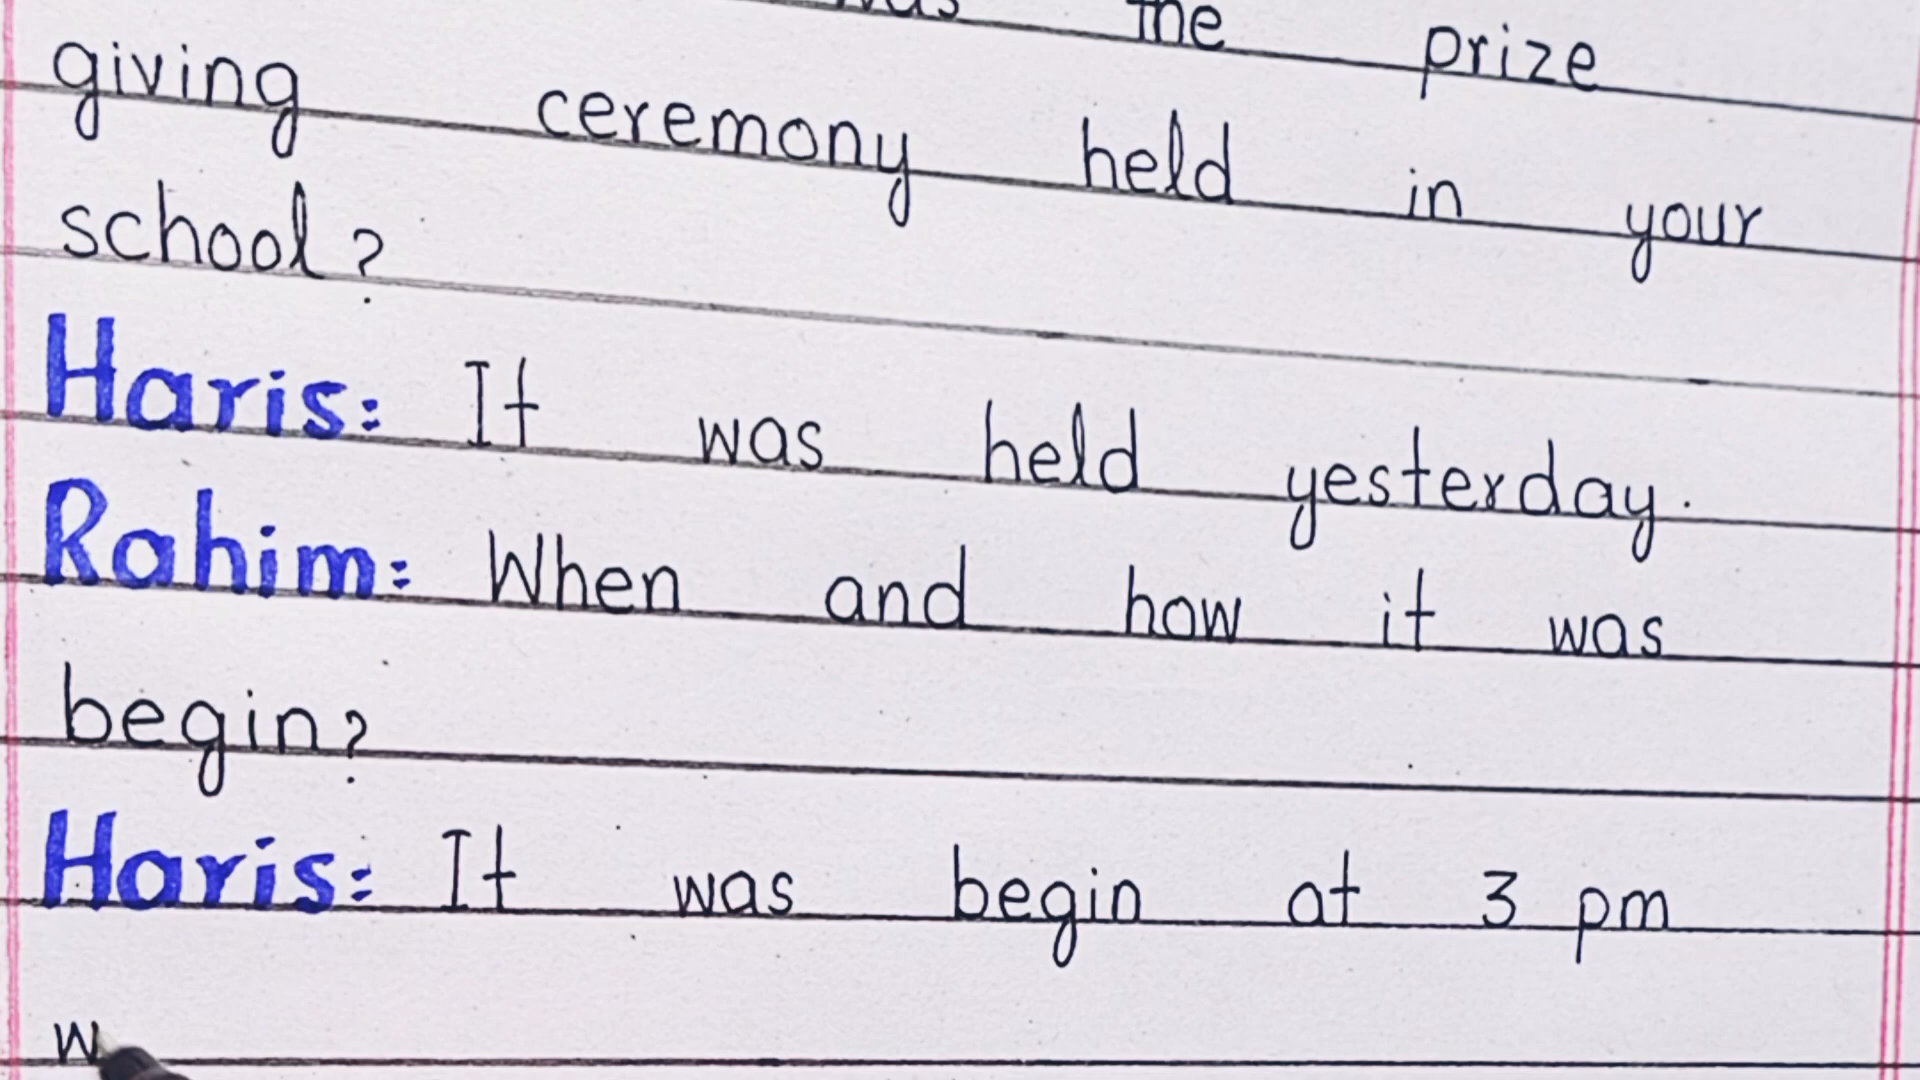 was the prize
giving ceremony held in your
school?
Haris: It was held yesterday.
Rahim: When and how it was
begin?
Haris: It was begin at 3 pm
w